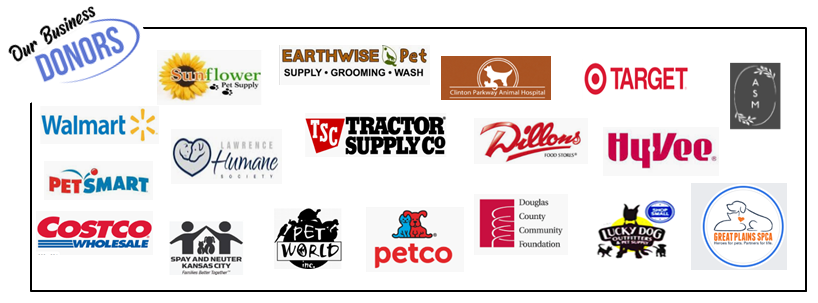 Our Business
DONORS
Sunflower
Pet Supply
EARTHWISE Pet
SUPPLY • GROOMING • WASH
Clinton Parkway Animal Hospital
TARGET
A
S
M
Walmart
LAWRENCE
Humane
SOCIETY
TSC TRACTOR
SUPPLY CO
Dillons
FOOD STORES®
HyVee®
PETSMART
COSTCO
WHOLESALE
SPAY AND NEUTER
KANSAS CITY
Families Better Together™
PET
WORLD
inc.
petco
Douglas
County
Community
Foundation
SHOP
SMALL
LUCKY DOG
OUTFITTERS
& PET SUPPLY
GREAT PLAINS SPCA
Heroes for pets. Partners for life.